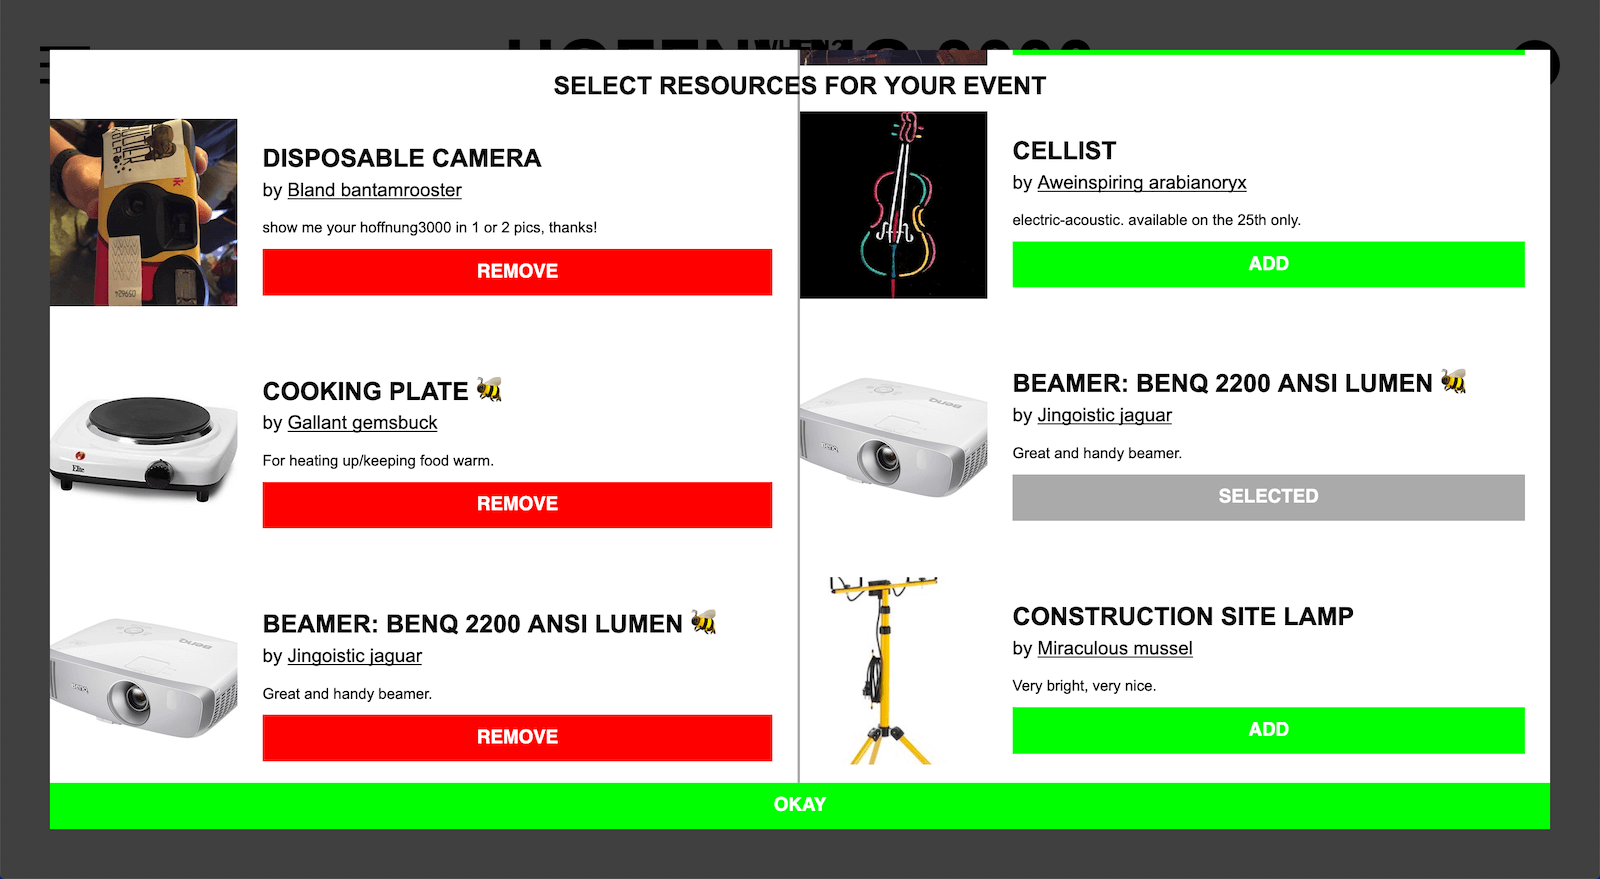 SELECT RESOURCES FOR YOUR EVENT
DISPOSABLE CAMERA
by Bland bantamrooster
show me your hoffnung3000 in 1 or 2 pics, thanks!
REMOVE
COOKING PLATE 🐝
by Gallant gemsbuck
For heating up/keeping food warm.
REMOVE
BEAMER: BENQ 2200 ANSI LUMEN 🐝
by Jingoistic jaguar
Great and handy beamer.
REMOVE
CELLIST
by Aweinspiring arabianoryx
electric-acoustic. available on the 25th only.
ADD
BEAMER: BENQ 2200 ANSI LUMEN 🐝
by Jingoistic jaguar
Great and handy beamer.
SELECTED
CONSTRUCTION SITE LAMP
by Miraculous mussel
Very bright, very nice.
ADD
OKAY